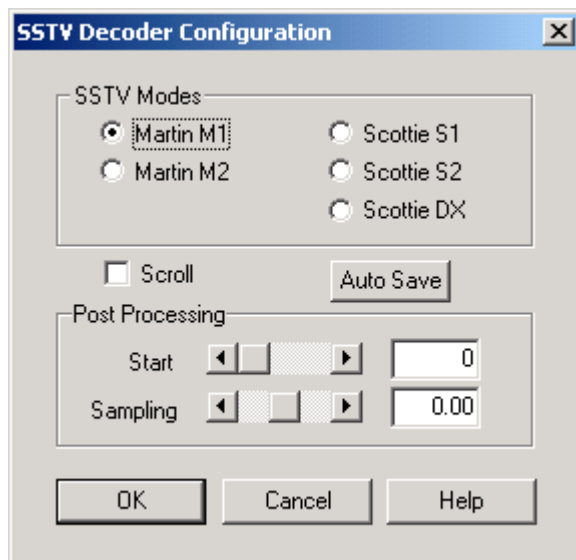 SSTV Decoder Configuration
SSTV Modes
Martin M1
Scottie S1
Martin M2
Scottie S2
Scottie DX
Scroll
Auto Save
Post Processing
Start
0
Sampling
0.00
OK
Cancel
Help